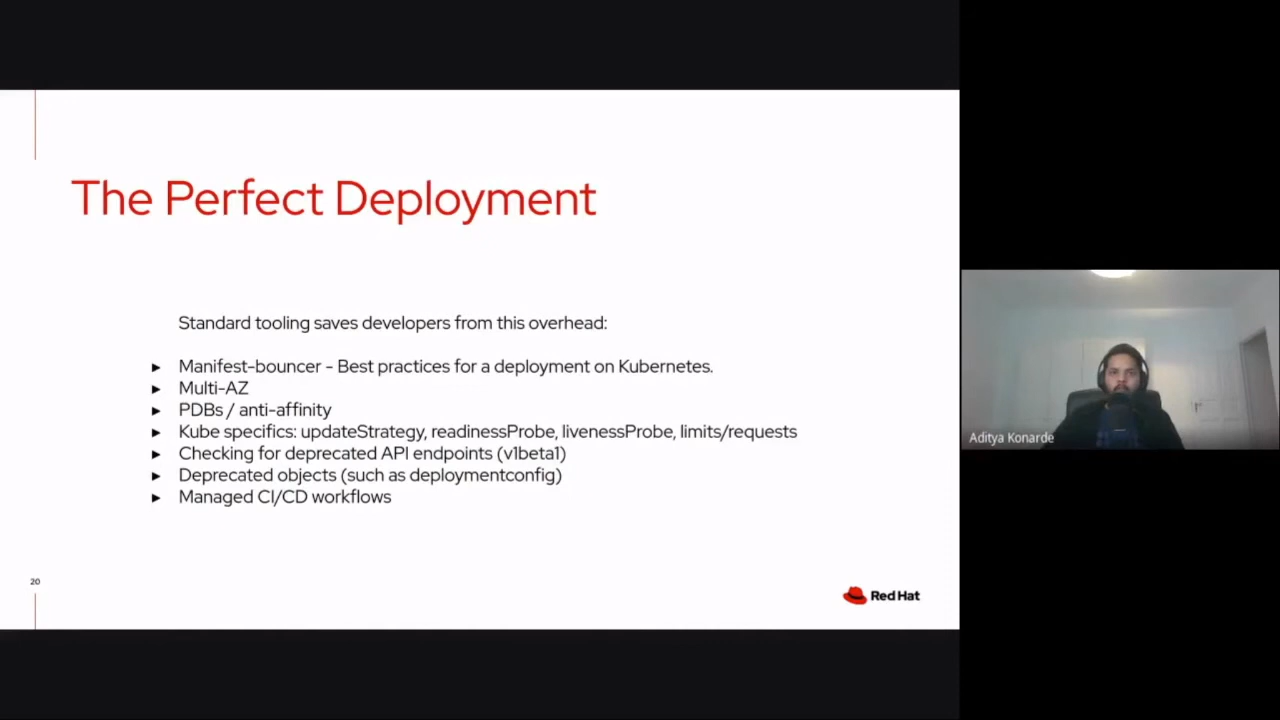 The Perfect Deployment
Standard tooling saves developers from this overhead:
► Manifest-bouncer - Best practices for a deployment on Kubernetes.
► Multi-AZ
► PDBs / anti-affinity
► Kube specifics: updateStrategy, readinessProbe, livenessProbe, limits/requests
► Checking for deprecated API endpoints (v1beta1)
► Deprecated objects (such as deploymentconfig)
► Managed CI/CD workflows
20
Red Hat
Aditya Konarde